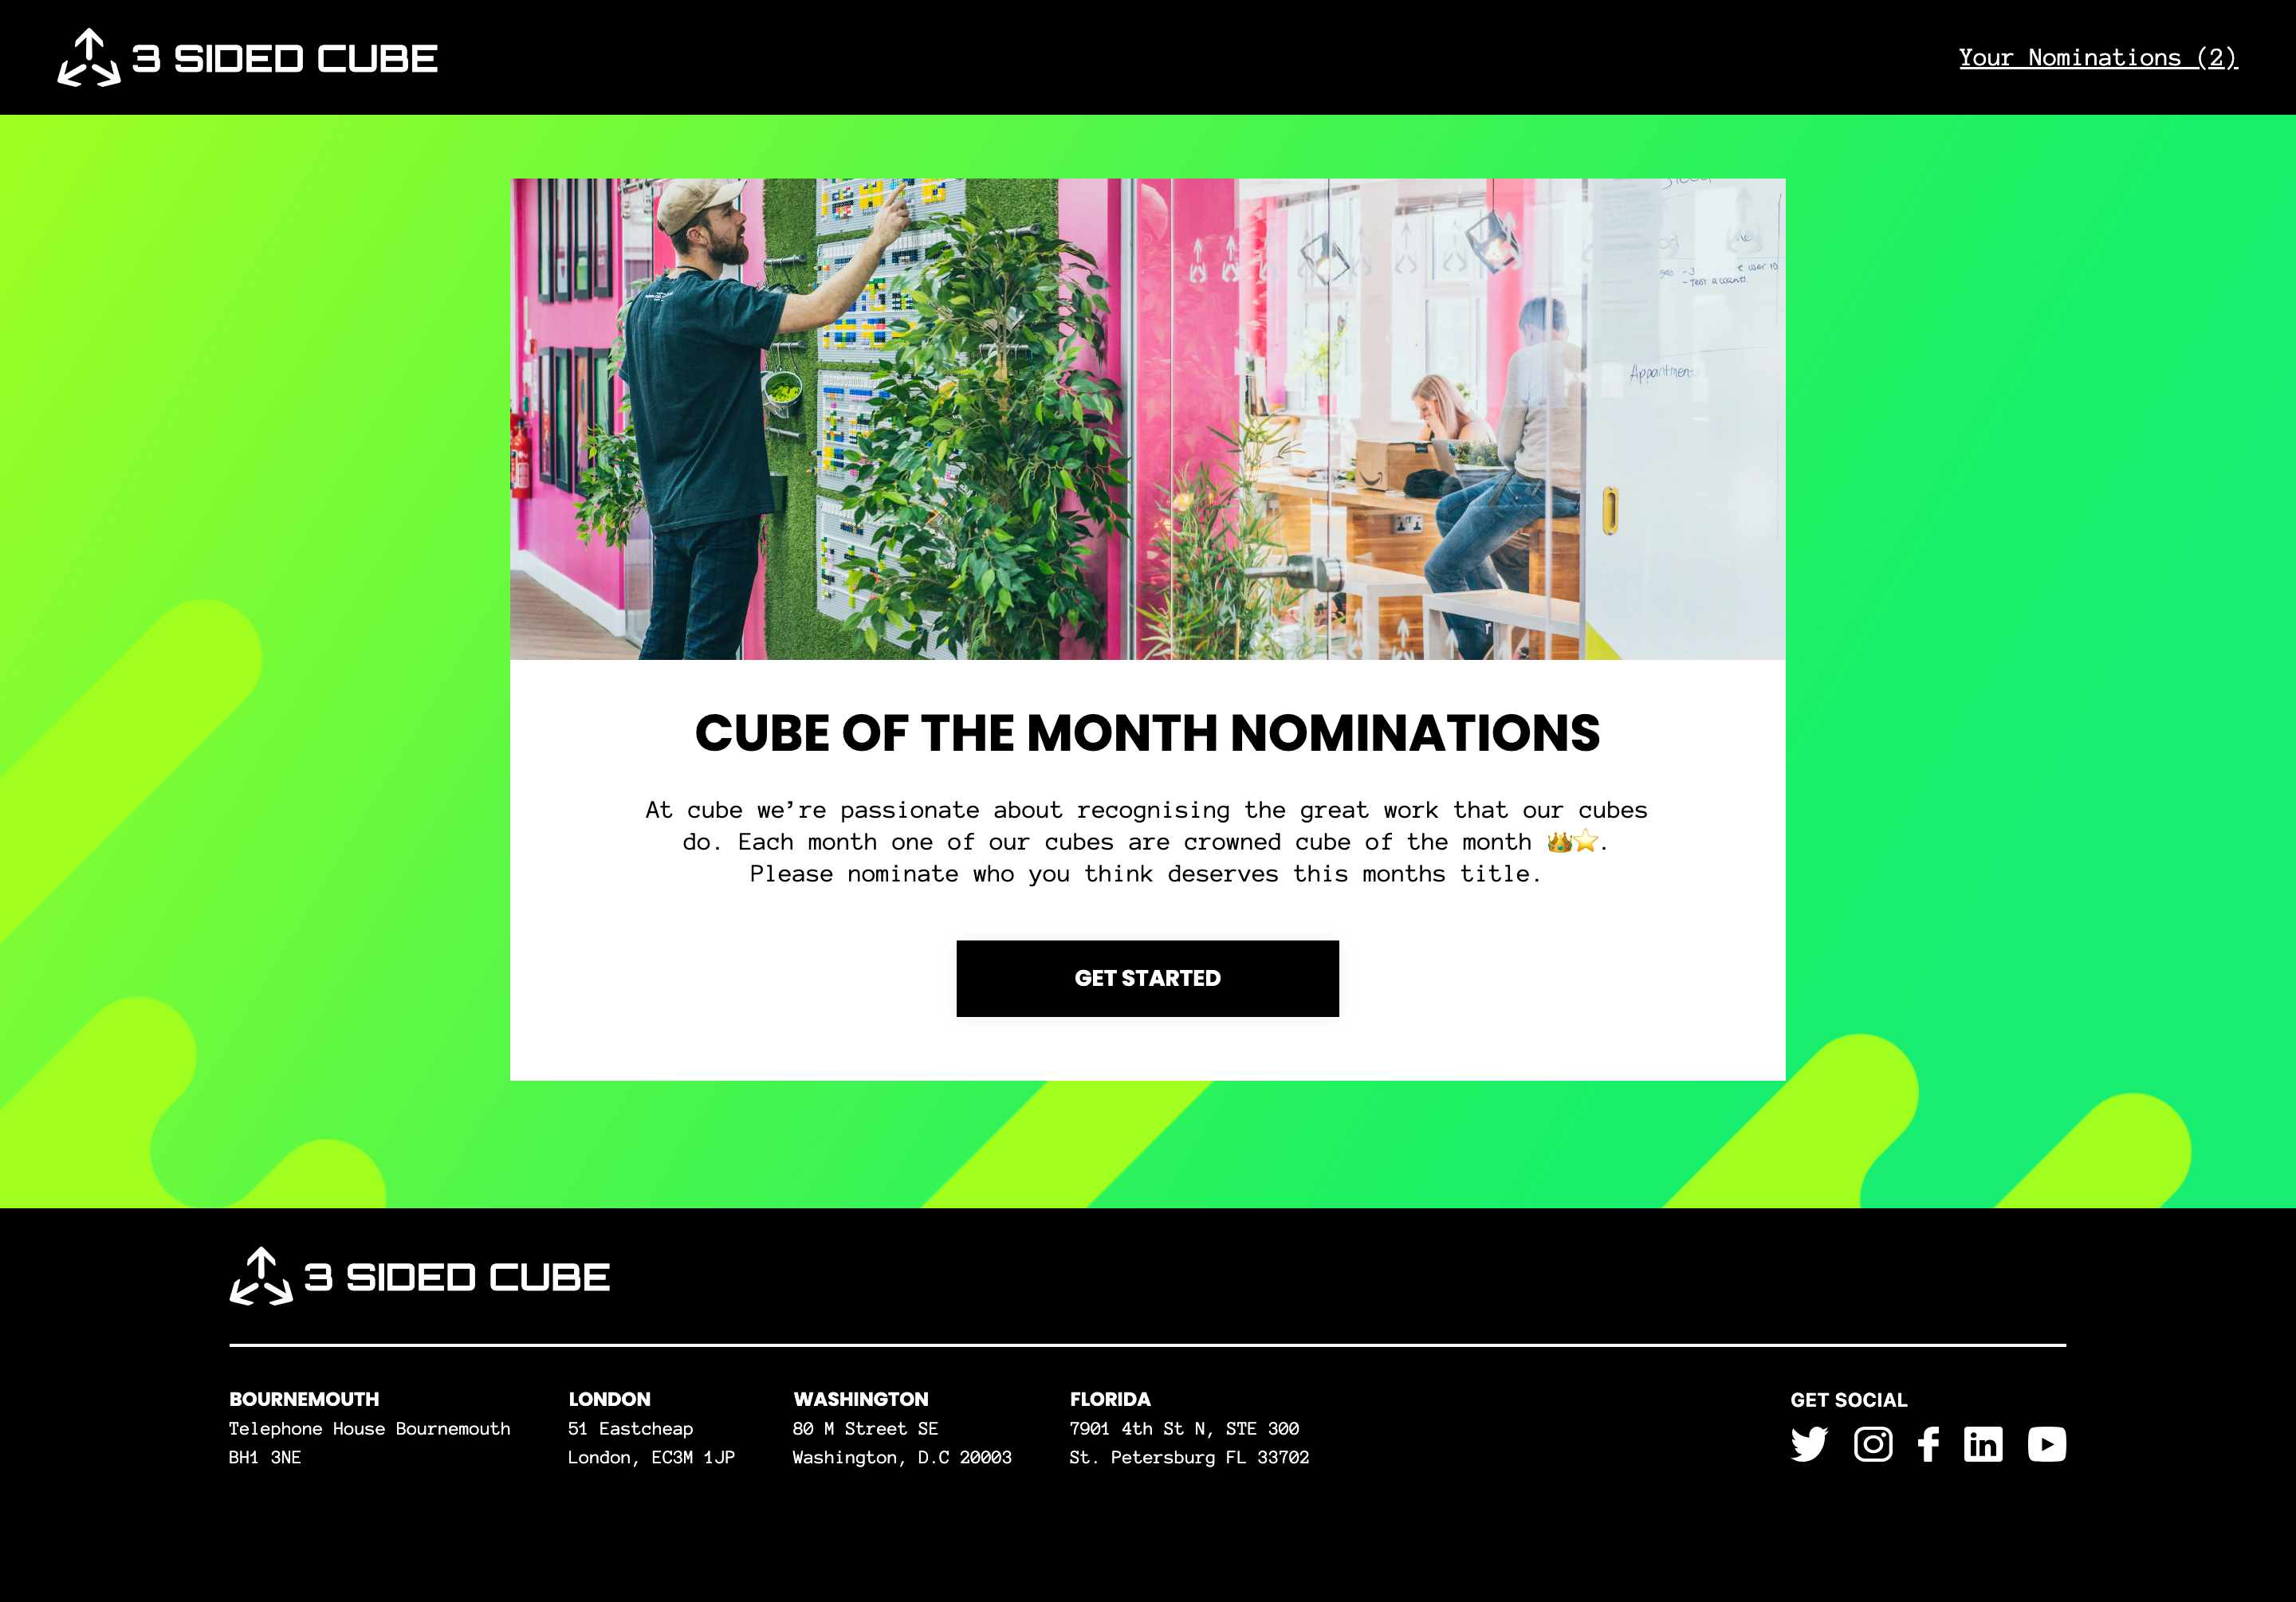 3 SIDED CUBE
Your Nominations (2)
- Test accounts.
Appointment
CUBE OF THE MONTH NOMINATIONS
At cube we’re passionate about recognising the great work that our cubes
do. Each month one of our cubes are crowned cube of the month 👑⭐.
Please nominate who you think deserves this months title.
GET STARTED
3 SIDED CUBE
BOURNEMOUTH
Telephone House Bournemouth
BH1 3NE
LONDON
51 Eastcheap
London, EC3M 1JP
WASHINGTON
80 M Street SE
Washington, D.C 20003
FLORIDA
7901 4th St N, STE 300
St. Petersburg FL 33702
GET SOCIAL